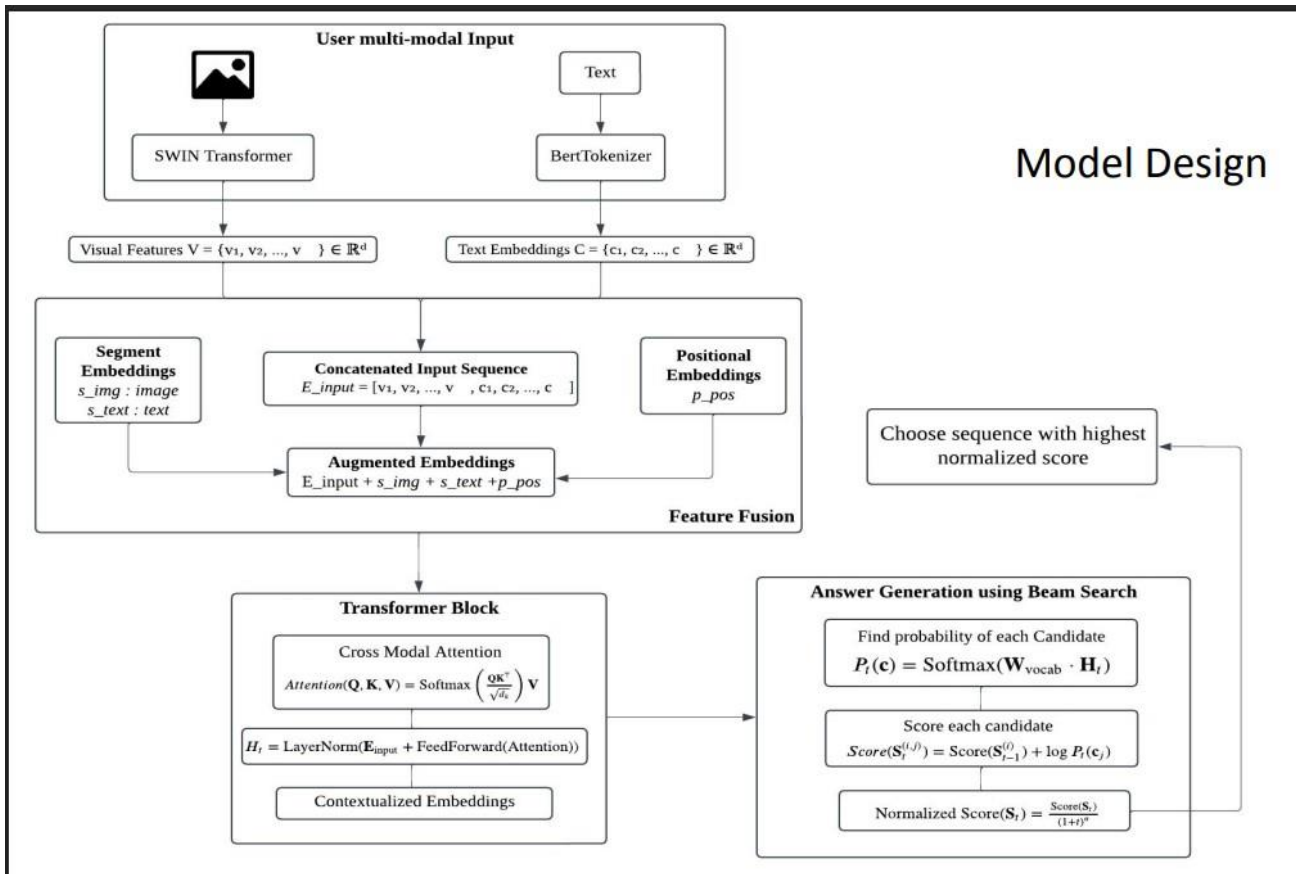 User multi-modal Input
Text
SWIN Transformer
BertTokenizer
Model Design
Visual Features V = {v₁, v₂, ..., v } ∈ ℝᵈ
Text Embeddings C = {c₁, c₂, ..., c } ∈ ℝᵈ
Segment
Embeddings
s_img : image
s_text : text
Concatenated Input Sequence
E_input = [v₁, v₂, ..., v , c₁, c₂, ..., c ]
Positional
Embeddings
p_pos
Augmented Embeddings
E_input + s_img + s_text +p_pos
Feature Fusion
Choose sequence with highest
normalized score
Transformer Block
Cross Modal Attention
Attention(Q, K, V) = Softmax (QKᵀ / √dₖ) V
Hₜ = LayerNorm(E_input + FeedForward(Attention))
Contextualized Embeddings
Answer Generation using Beam Search
Find probability of each Candidate
Pₜ(c) = Softmax(W_vocab · Hₜ)
Score each candidate
Score(Sₜ^(i,j)) = Score(Sₜ₋₁^(i)) + log Pₜ(cⱼ)
Normalized Score(Sₜ) = Score(Sₜ) / (1+t)^α